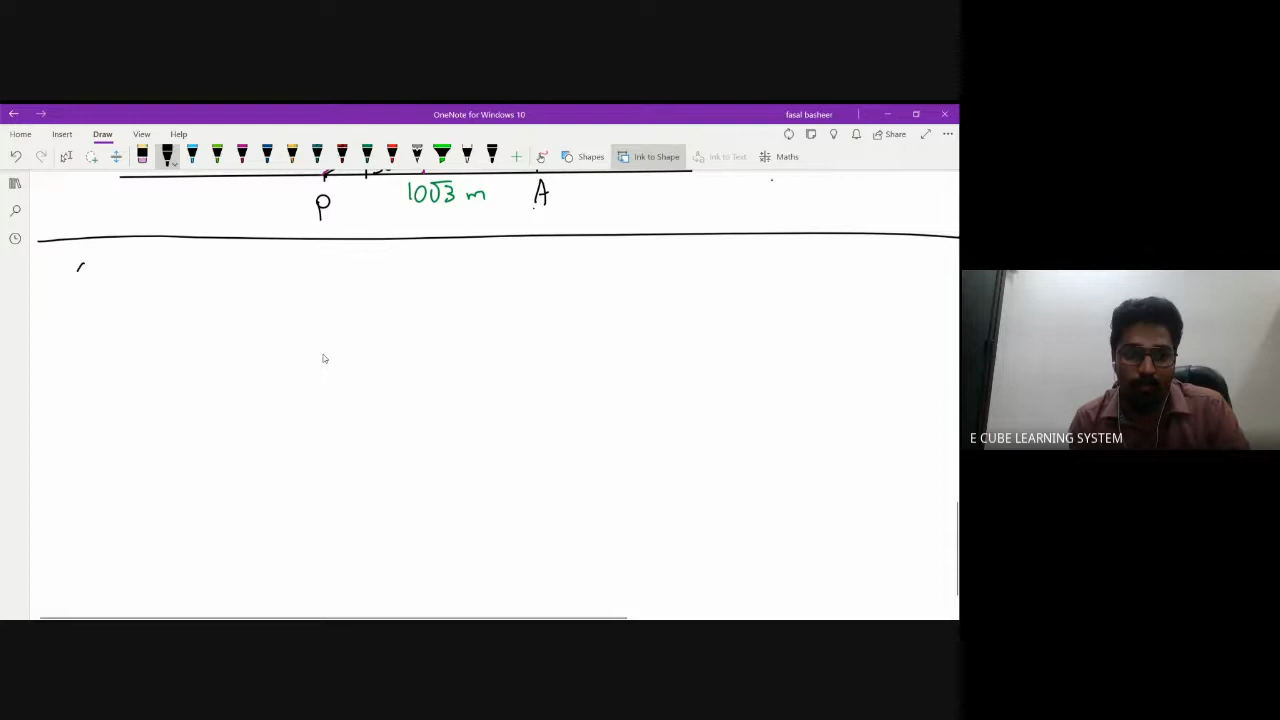 OneNote for Windows 10
fasal basheer
Home Insert Draw View Help
Share
Shapes Ink to Shape Ink to Text Maths
10√3 m
P A
E CUBE LEARNING SYSTEM